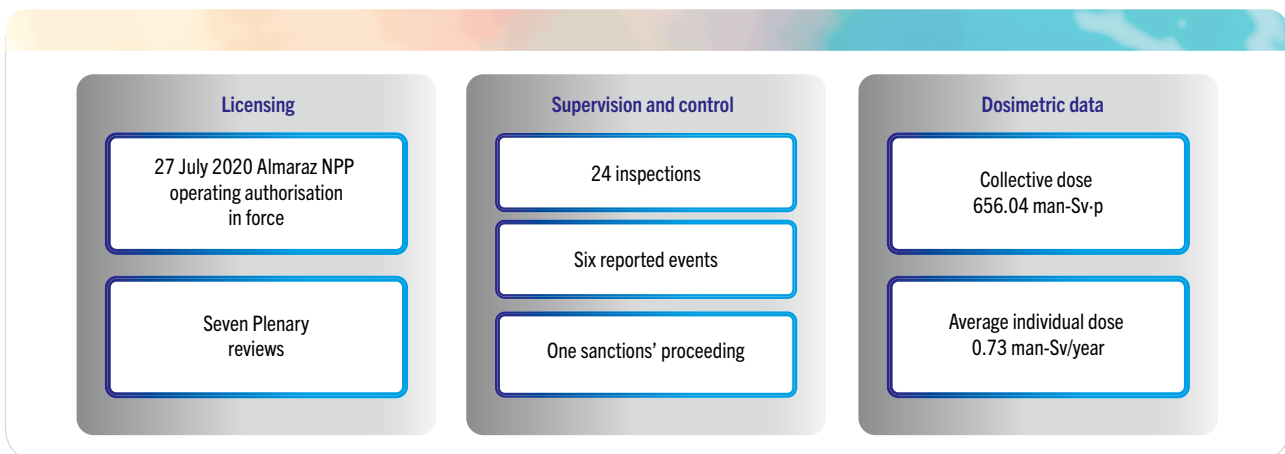 Licensing
27 July 2020 Almaraz NPP
operating authorisation
in force
Seven Plenary
reviews
Supervision and control
24 inspections
Six reported events
One sanctions’ proceeding
Dosimetric data
Collective dose
656.04 man-Sv·p
Average individual dose
0.73 man-Sv/year